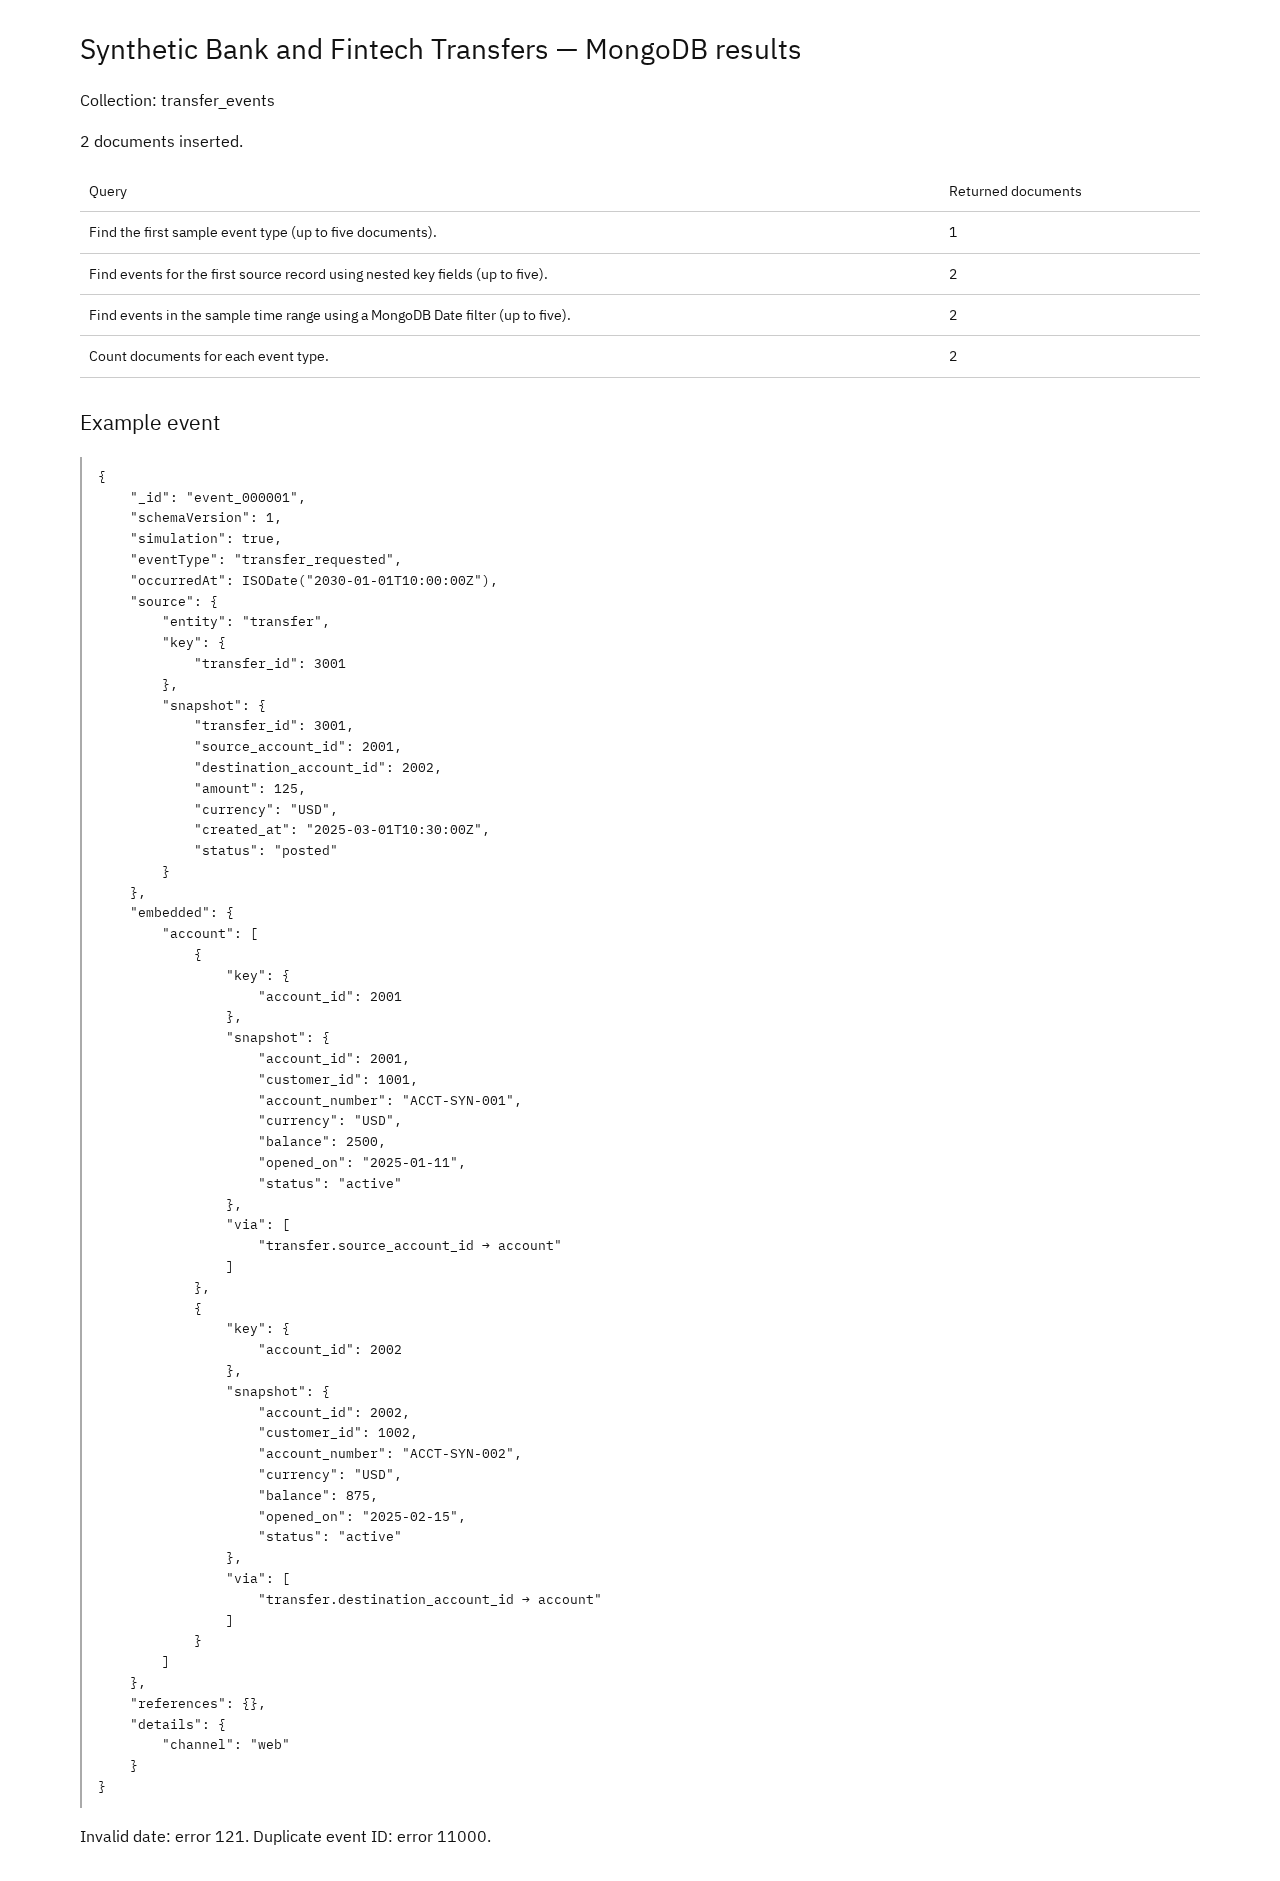 Synthetic Bank and Fintech Transfers — MongoDB results
Collection: transfer_events
2 documents inserted.
Query Returned documents
Find the first sample event type (up to five documents). 1
Find events for the first source record using nested key fields (up to five). 2
Find events in the sample time range using a MongoDB Date filter (up to five). 2
Count documents for each event type. 2
Example event
{
    "_id": "event_000001",
    "schemaVersion": 1,
    "simulation": true,
    "eventType": "transfer_requested",
    "occurredAt": ISODate("2030-01-01T10:00:00Z"),
    "source": {
        "entity": "transfer",
        "key": {
            "transfer_id": 3001
        },
        "snapshot": {
            "transfer_id": 3001,
            "source_account_id": 2001,
            "destination_account_id": 2002,
            "amount": 125,
            "currency": "USD",
            "created_at": "2025-03-01T10:30:00Z",
            "status": "posted"
        }
    },
    "embedded": {
        "account": [
            {
                "key": {
                    "account_id": 2001
                },
                "snapshot": {
                    "account_id": 2001,
                    "customer_id": 1001,
                    "account_number": "ACCT-SYN-001",
                    "currency": "USD",
                    "balance": 2500,
                    "opened_on": "2025-01-11",
                    "status": "active"
                },
                "via": [
                    "transfer.source_account_id → account"
                ]
            },
            {
                "key": {
                    "account_id": 2002
                },
                "snapshot": {
                    "account_id": 2002,
                    "customer_id": 1002,
                    "account_number": "ACCT-SYN-002",
                    "currency": "USD",
                    "balance": 875,
                    "opened_on": "2025-02-15",
                    "status": "active"
                },
                "via": [
                    "transfer.destination_account_id → account"
                ]
            }
        ]
    },
    "references": {},
    "details": {
        "channel": "web"
    }
}
Invalid date: error 121. Duplicate event ID: error 11000.